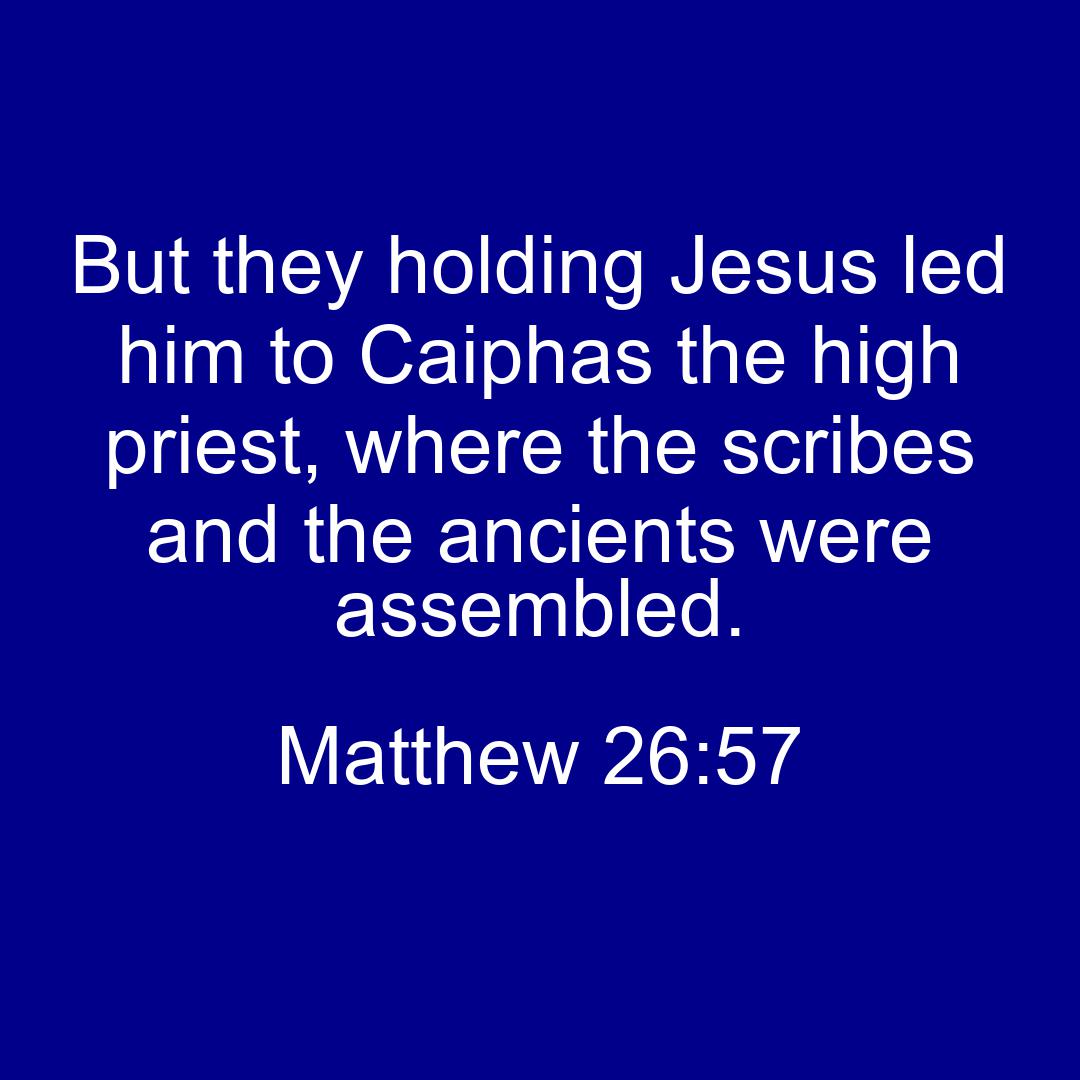 But they holding Jesus led
him to Caiphas the high
priest, where the scribes
and the ancients were
assembled.
Matthew 26:57